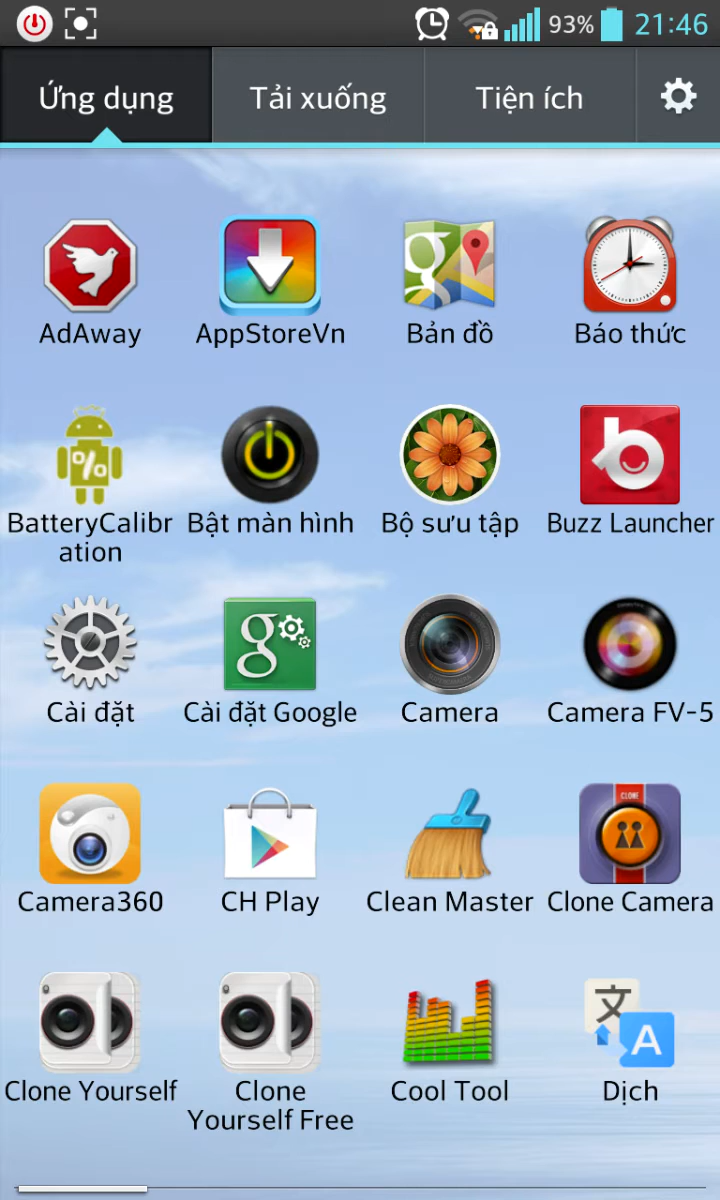 93% 21:46
Ứng dụng Tải xuống Tiện ích
AdAway AppStoreVn Bản đồ Báo thức
BatteryCalibr Bật màn hình Bộ sưu tập Buzz Launcher
ation
Cài đặt Cài đặt Google Camera Camera FV-5
CLONE
Camera360 CH Play Clean Master Clone Camera
Clone Yourself Clone Cool Tool Dịch
Yourself Free